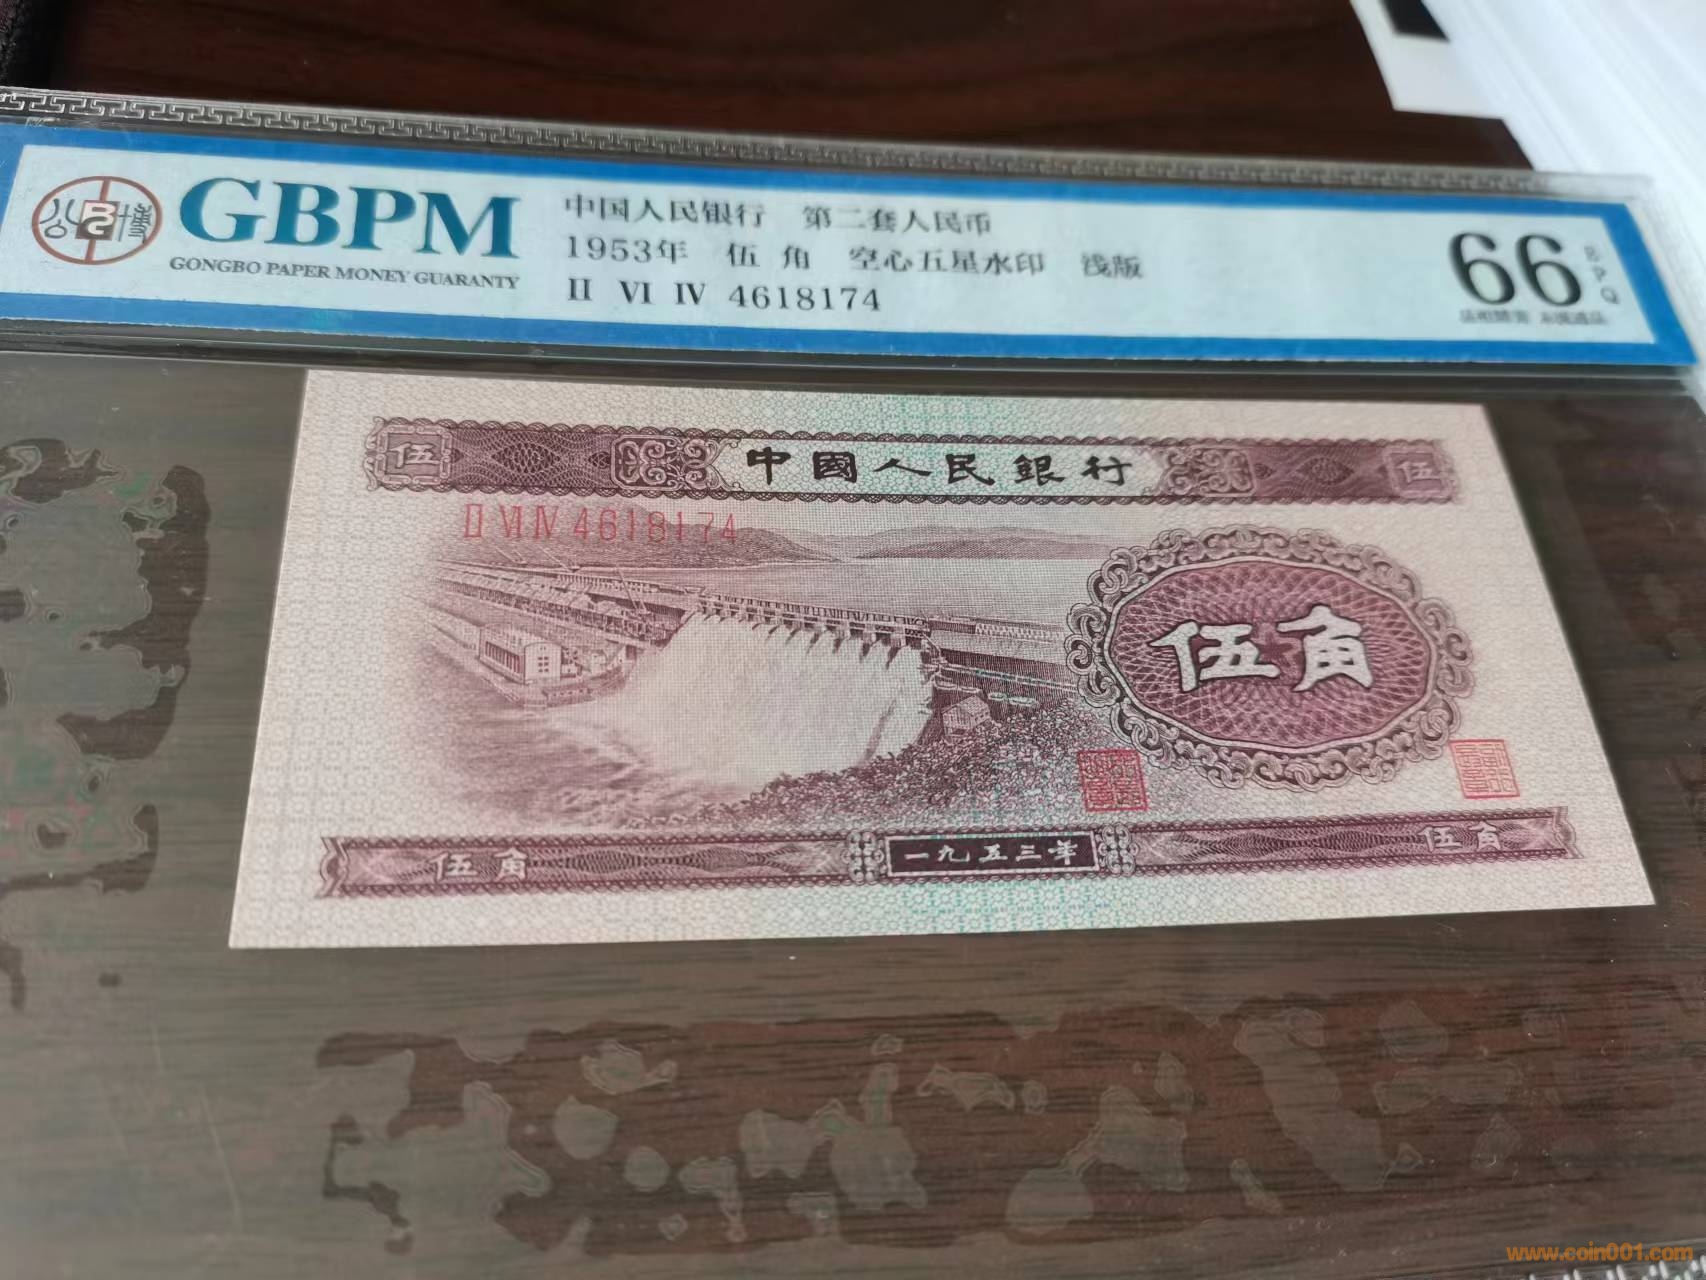 GBPM
GONGBO PAPER MONEY GUARANTY
中国人民银行 第二套人民币
1953年 伍 角 空心五星水印 浅版
II VI IV 4618174
66
EPQ
伍 中國人民銀行 伍
II VI IV 4618174
伍角
伍角 一九五三年 伍角
www.coin001.com